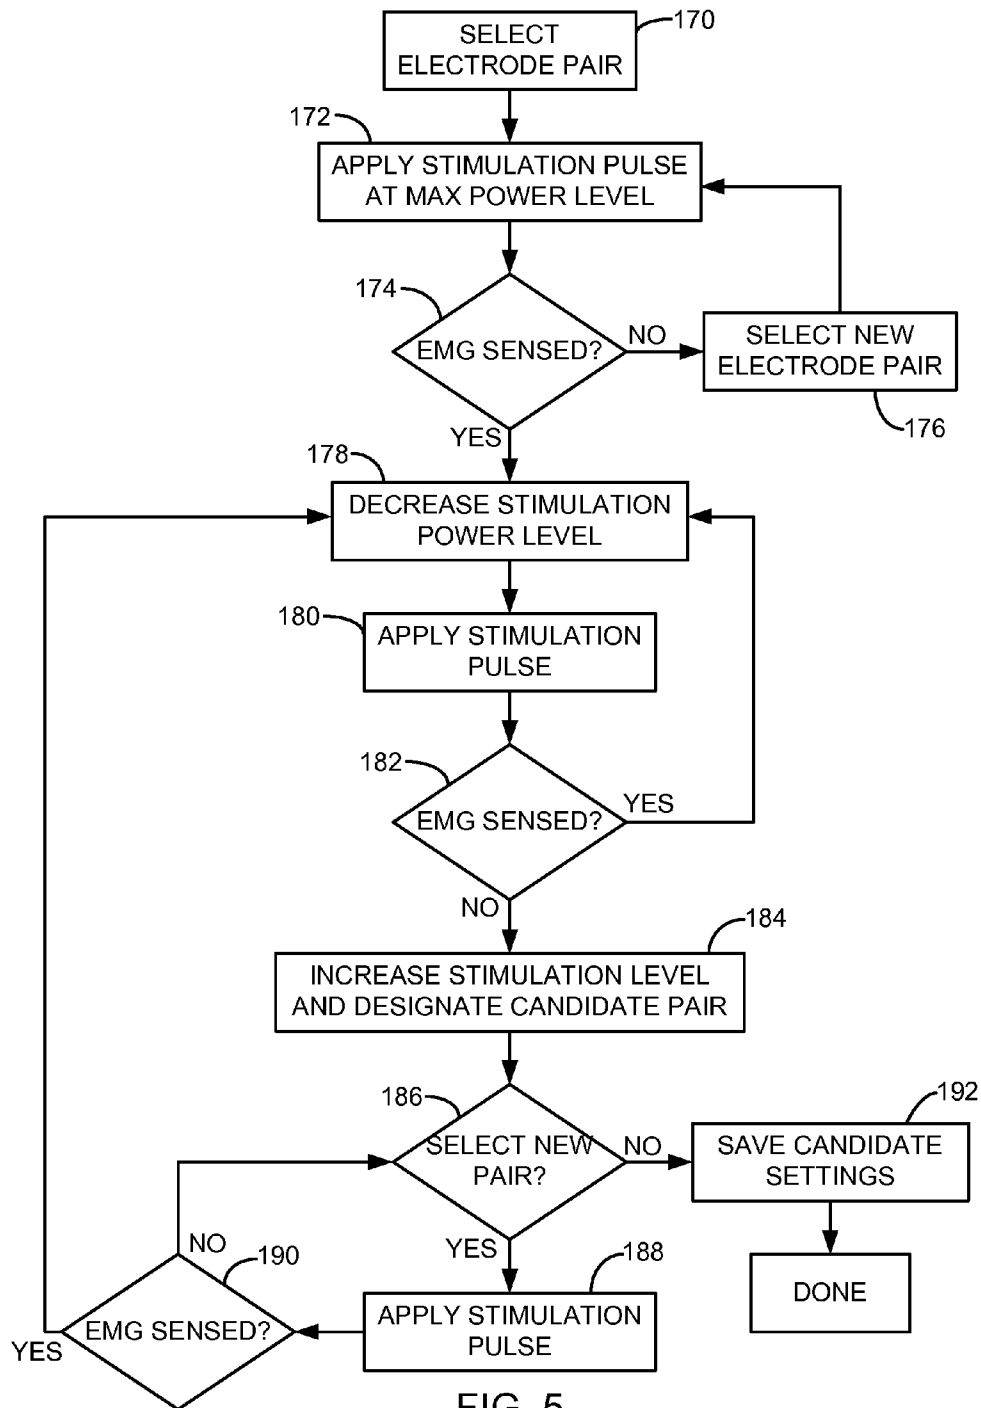 SELECT
ELECTRODE PAIR
170
172
APPLY STIMULATION PULSE
AT MAX POWER LEVEL
174
EMG SENSED?
NO
SELECT NEW
ELECTRODE PAIR
176
YES
178
DECREASE STIMULATION
POWER LEVEL
180
APPLY STIMULATION
PULSE
182
EMG SENSED?
YES
NO
184
INCREASE STIMULATION LEVEL
AND DESIGNATE CANDIDATE PAIR
186
SELECT NEW
PAIR?
NO
192
SAVE CANDIDATE
SETTINGS
YES
188
APPLY STIMULATION
PULSE
DONE
NO
190
EMG SENSED?
YES
FIG. 5